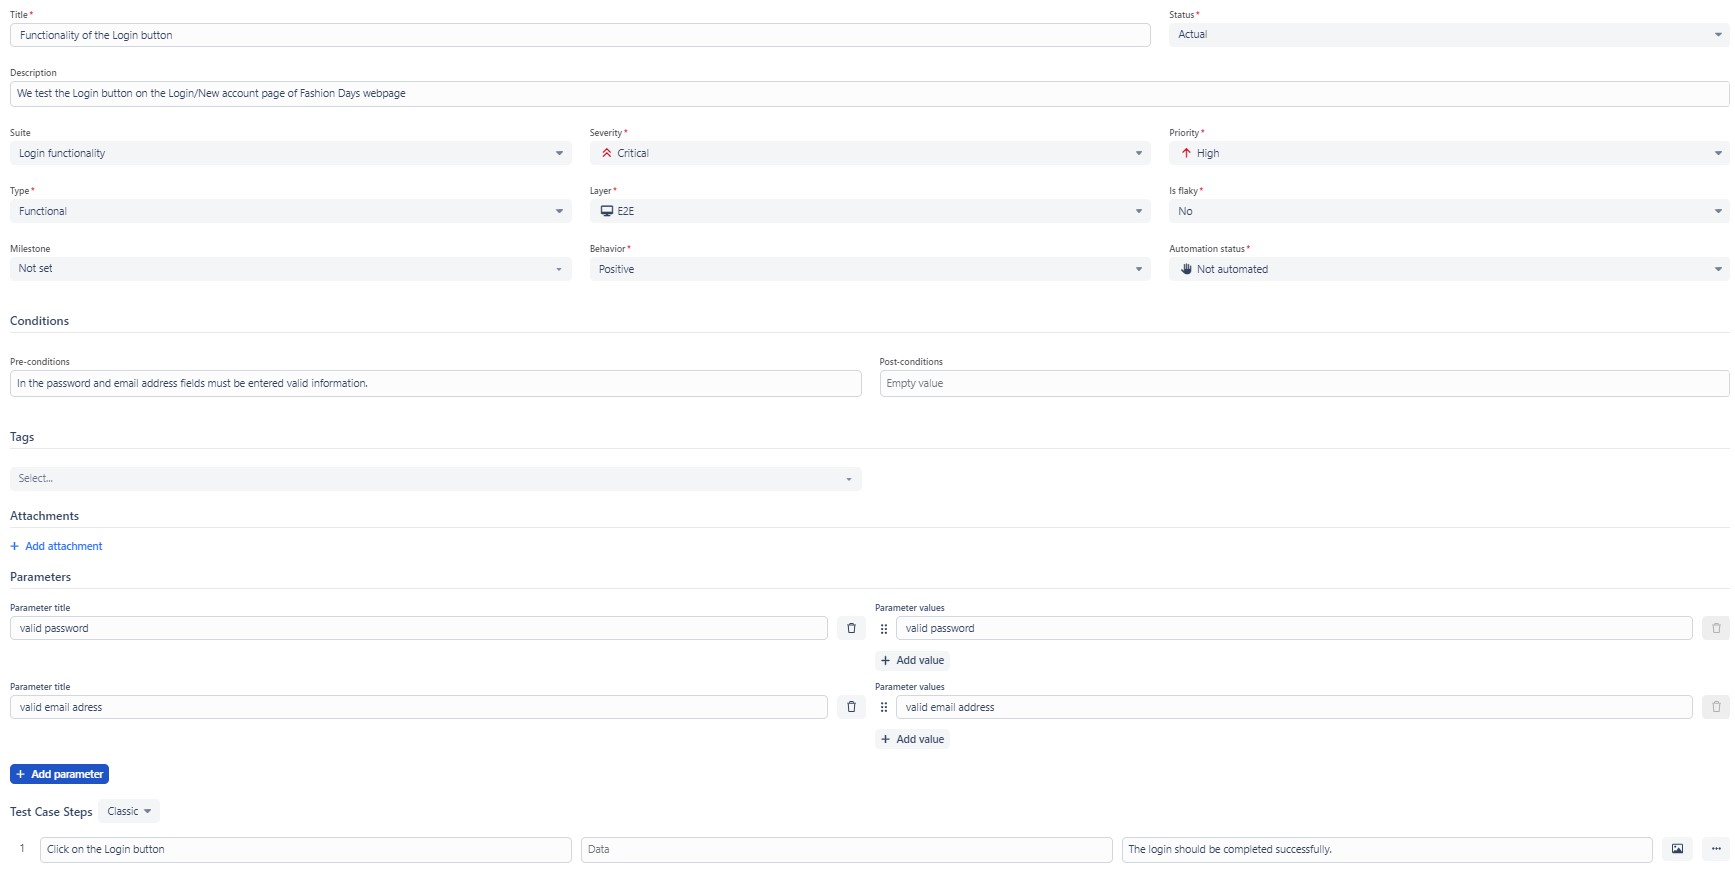 Title* Status*
Functionality of the Login button Actual
Description
We test the Login button on the Login/New account page of Fashion Days webpage
Suite Severity* Priority*
Login functionality Critical High
Type* Layer* Is flaky*
Functional E2E No
Milestone Behavior* Automation status*
Not set Positive Not automated
Conditions
Pre-conditions Post-conditions
In the password and email address fields must be entered valid information. Empty value
Tags
Select...
Attachments
+ Add attachment
Parameters
Parameter title Parameter values
valid password valid password
+ Add value
Parameter title Parameter values
valid email adress valid email address
+ Add value
+ Add parameter
Test Case Steps Classic
1 Click on the Login button Data The login should be completed successfully.